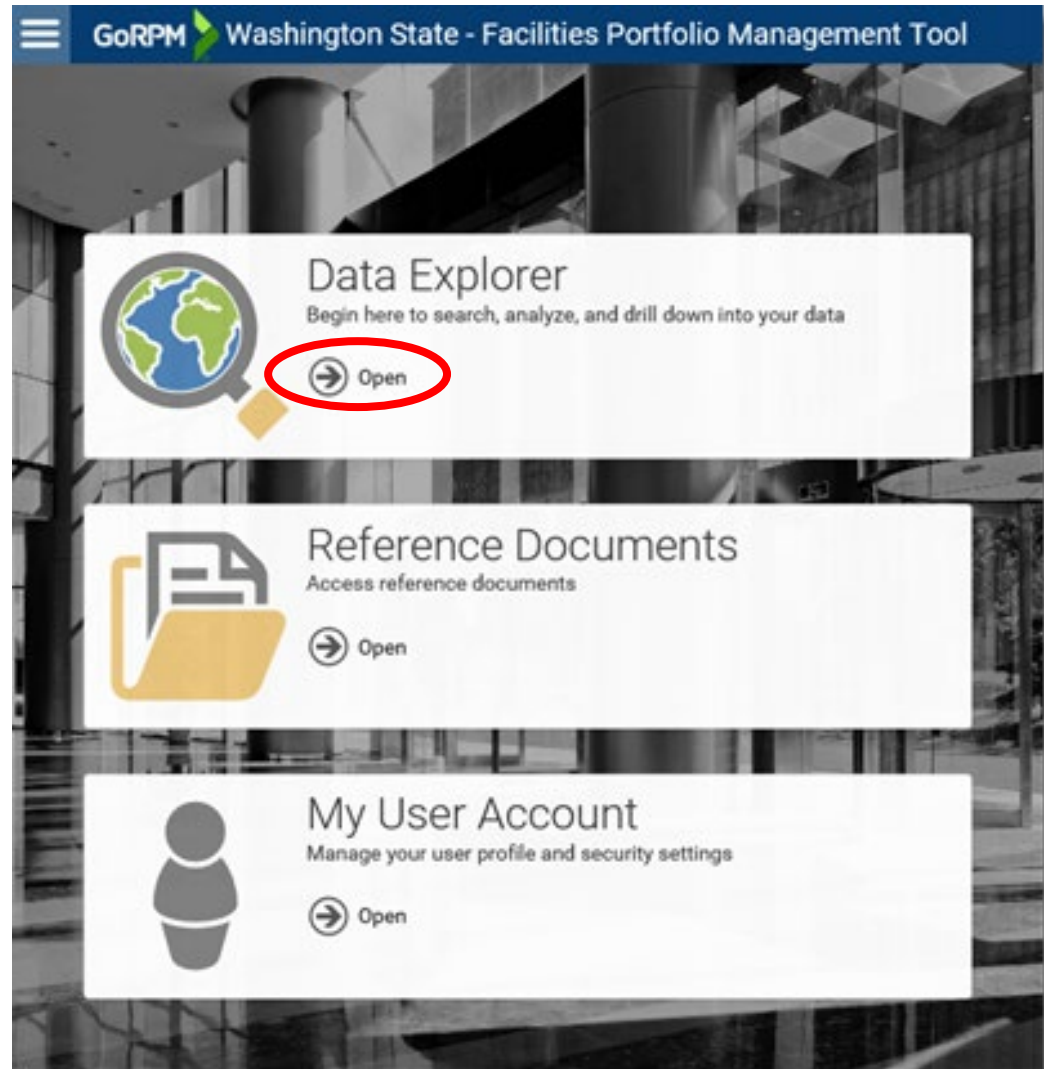 GoRPM Washington State - Facilities Portfolio Management Tool
Data Explorer
Begin here to search, analyze, and drill down into your data
Open
Reference Documents
Access reference documents
Open
My User Account
Manage your user profile and security settings
Open